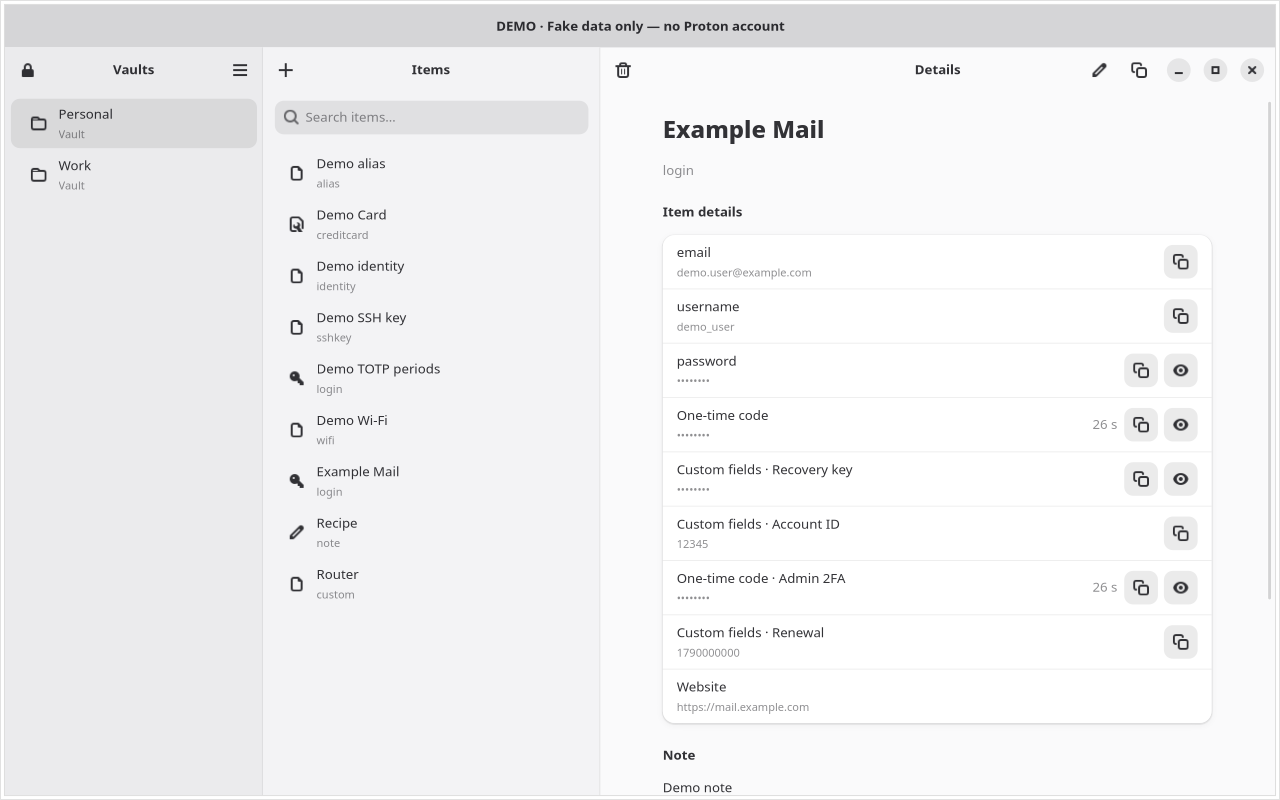 DEMO · Fake data only — no Proton account
Vaults
Items
Details
Personal
Vault
Work
Vault
Search items...
Demo alias
alias
Demo Card
creditcard
Demo identity
identity
Demo SSH key
sshkey
Demo TOTP periods
login
Demo Wi-Fi
wifi
Example Mail
login
Recipe
note
Router
custom
Example Mail
login
Item details
email
demo.user@example.com
username
demo_user
password
••••••••
One-time code
••••••••
26 s
Custom fields · Recovery key
••••••••
Custom fields · Account ID
12345
One-time code · Admin 2FA
••••••••
26 s
Custom fields · Renewal
1790000000
Website
https://mail.example.com
Note
Demo note